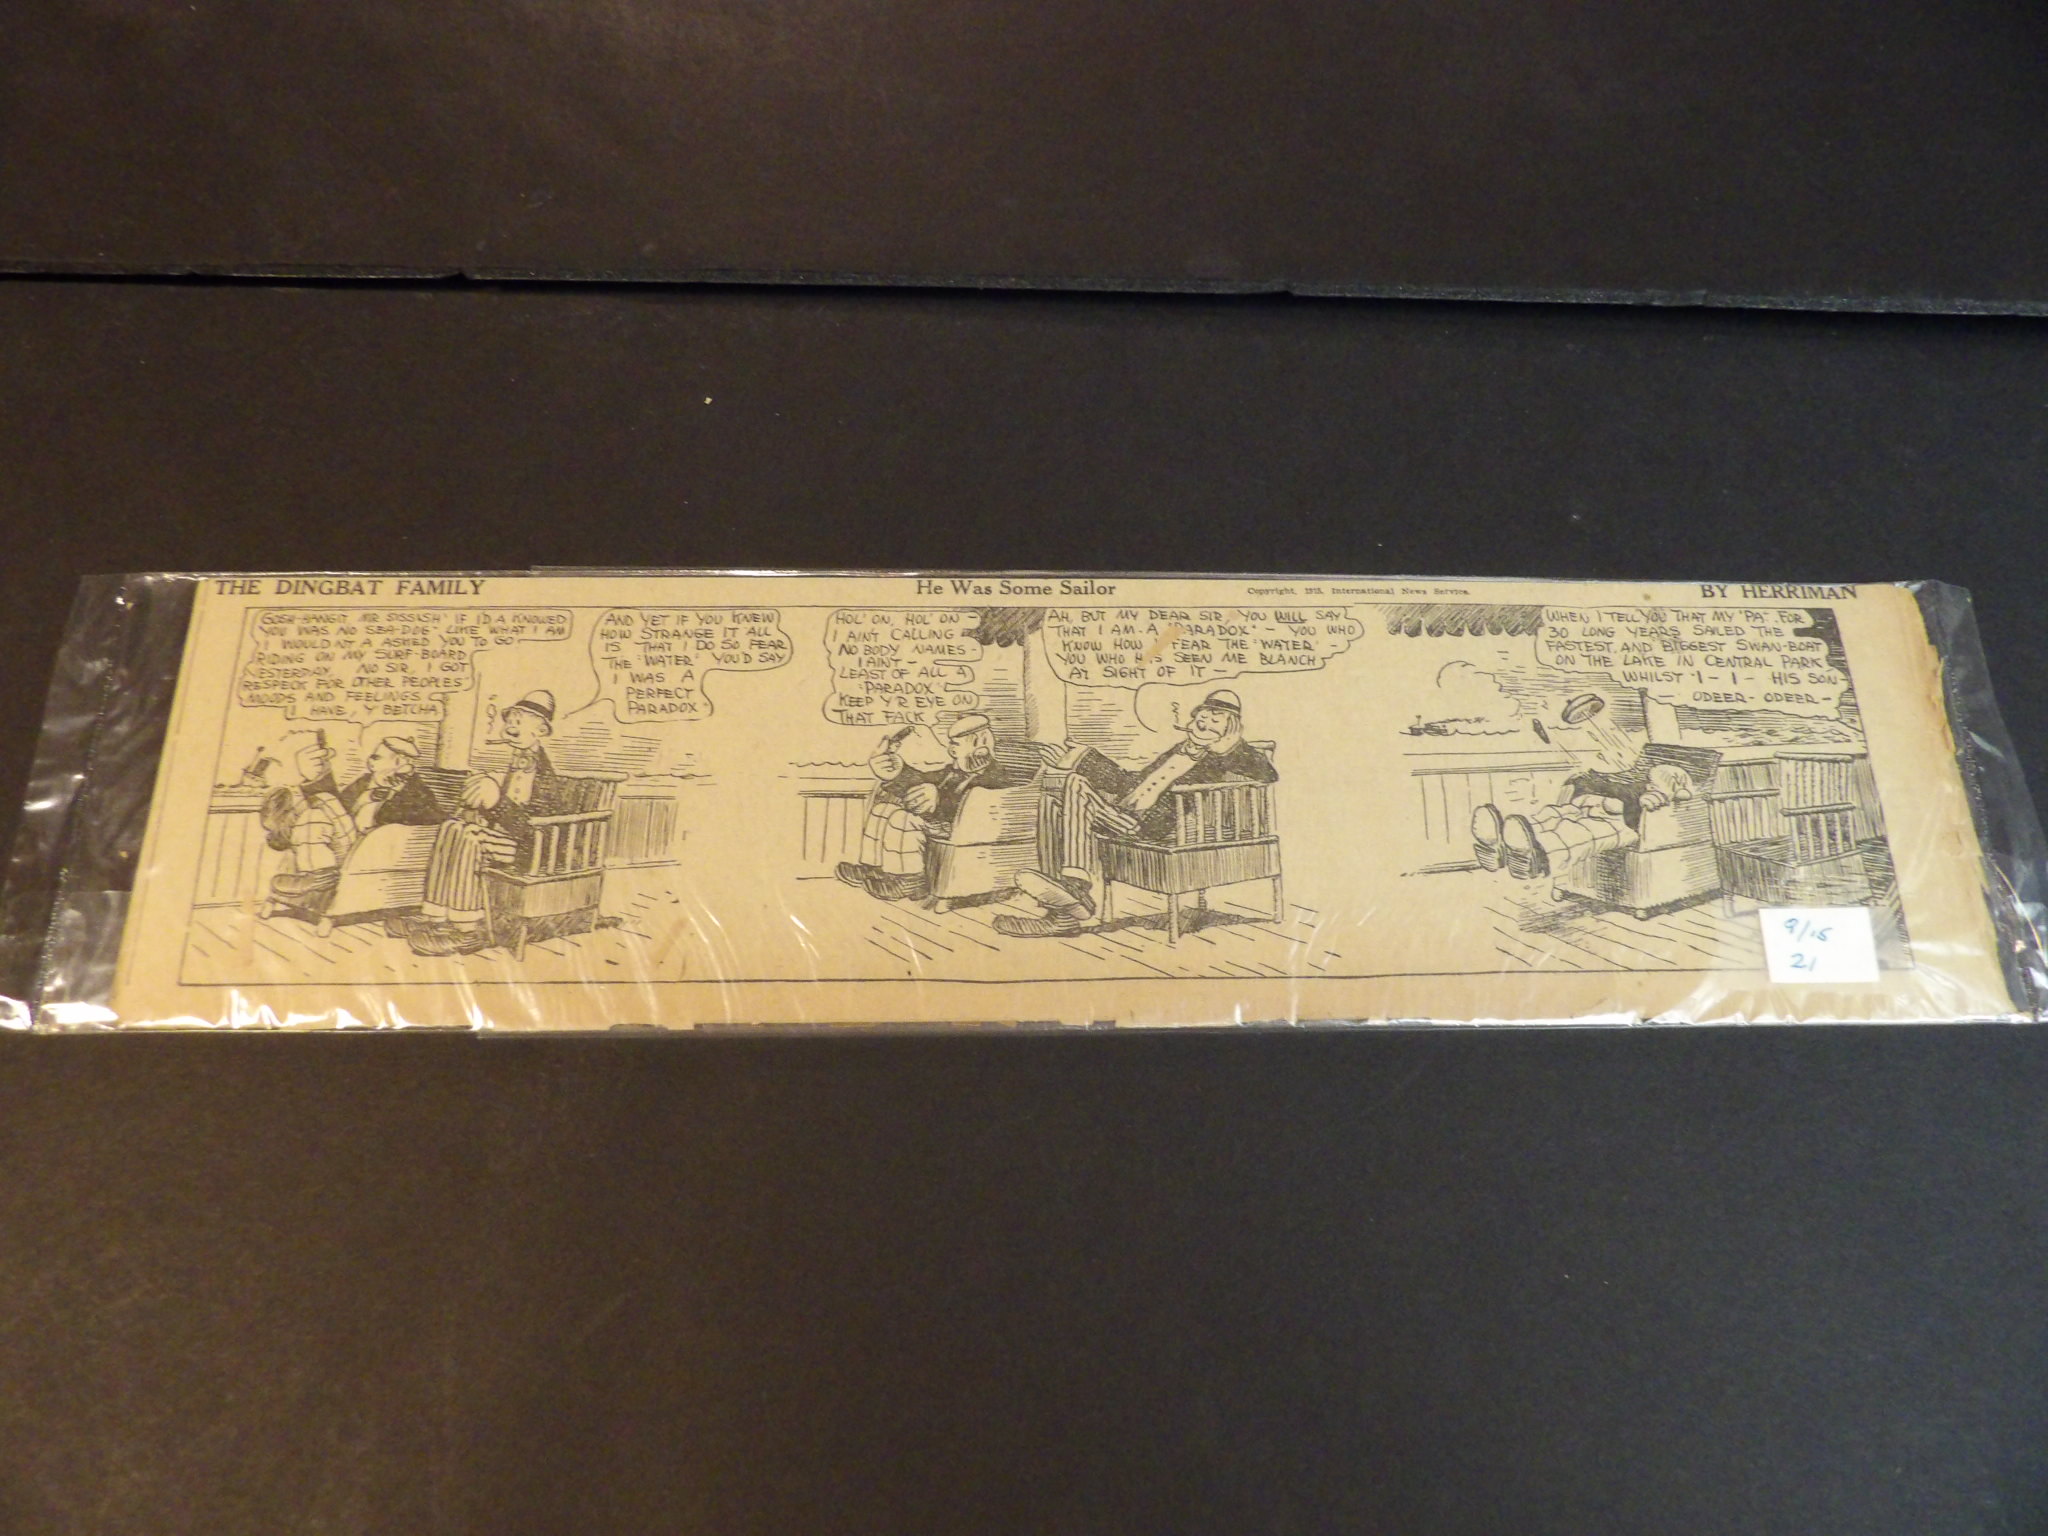 THE DINGBAT FAMILY
He Was Some Sailor
Copyright, 1915, International News Service.
BY HERRIMAN
GOSH-BANGIT, MR SISSISH' IF I'D A KNOWED
YOU WAS NO SEA-DOG' LIKE WHAT I AM
I WOULDN'T A ASKED YOU TO GO
RIDING ON MY SURF-BOARD
YESTERDAY NO SIR, I GOT
RESPECK FOR OTHER PEOPLES'
MOODS AND FEELINGS
I HAVE, Y'BETCHA
AND YET IF YOU KNEW
HOW STRANGE IT ALL
IS THAT I DO SO FEAR
THE "WATER" YOU'D SAY
I WAS A
PERFECT
PARADOX"
HOL' ON, HOL' ON -
I AIN'T CALLING
NO BODY NAMES -
I AINT -
LEAST OF ALL A
"PARADOX"
KEEP Y'R EYE ON
THAT FACK
AH, BUT MY DEAR SIR, YOU WILL SAY
THAT I AM A "PARADOX" - YOU WHO
KNOW HOW I FEAR THE "WATER" -
YOU WHO HAS SEEN ME BLANCH
AT SIGHT OF IT -
WHEN I TELL YOU THAT MY "PA" FOR
30 LONG YEARS SAILED THE
FASTEST, AND BIGGEST SWAN-BOAT
ON THE LAKE IN CENTRAL PARK
WHILST "I - I - HIS SON -
ODEER - ODEER -
9/15
21